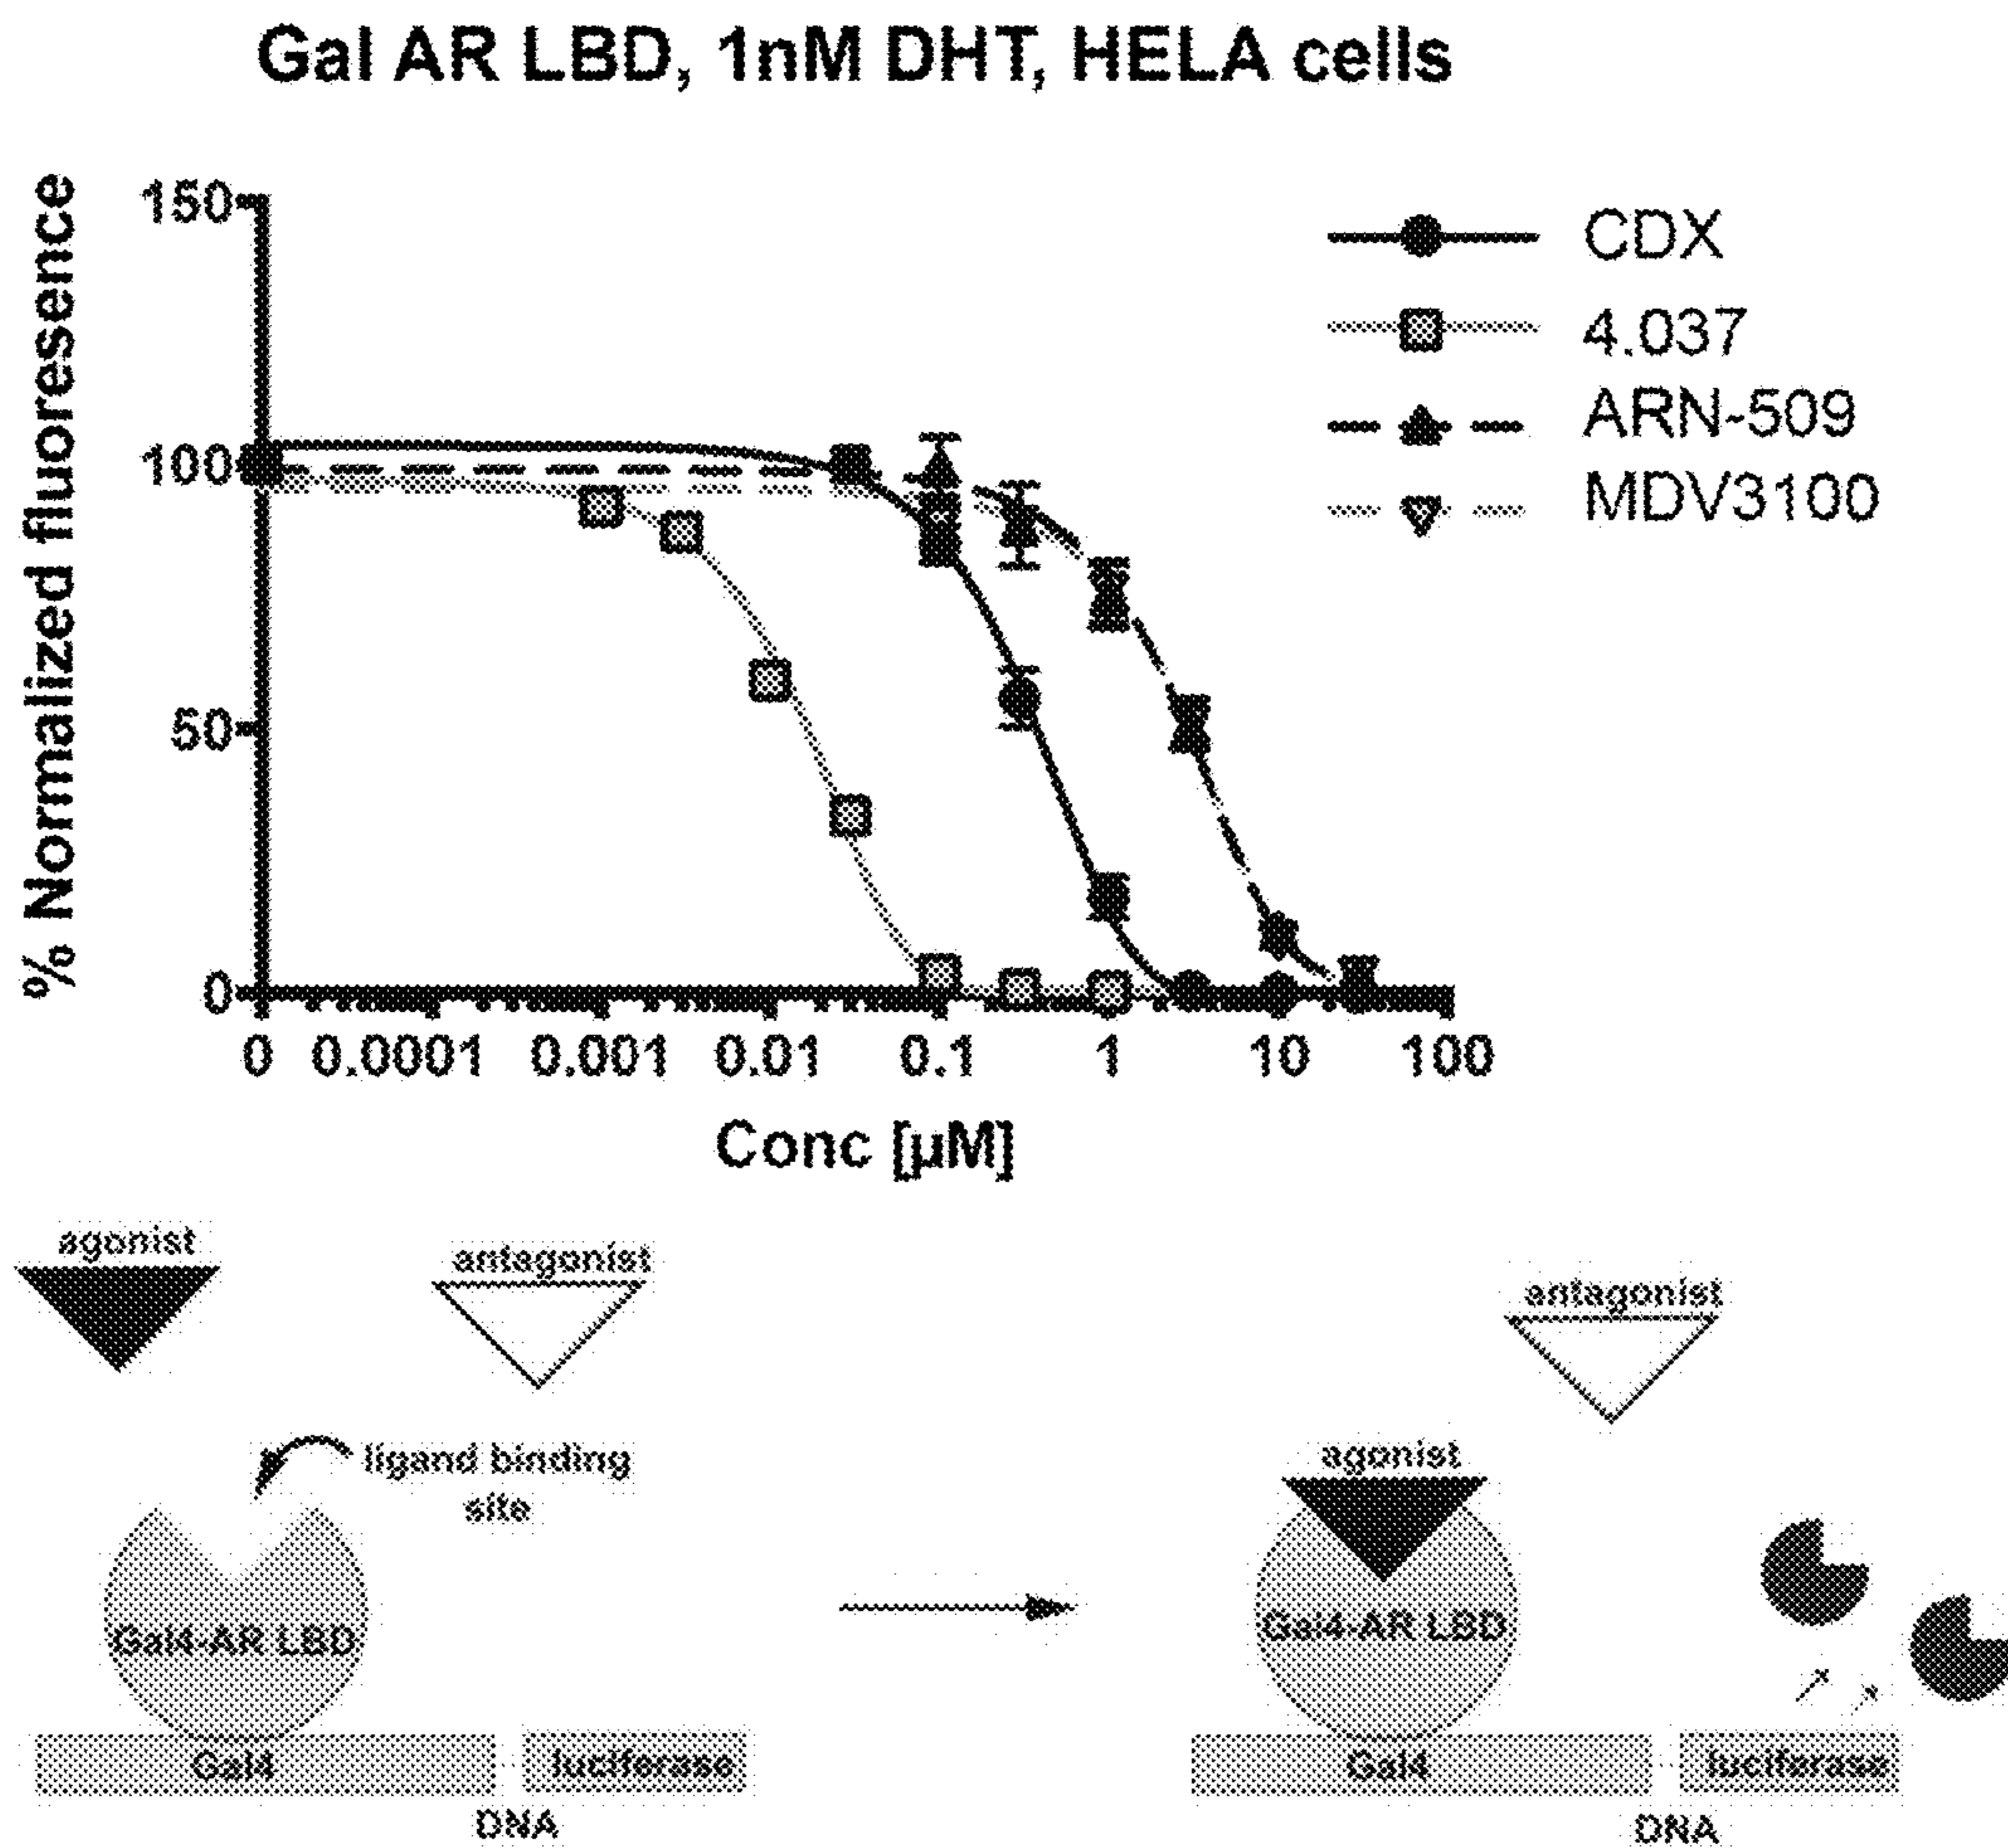 Gal AR LBD, 1nM DHT, HELA cells
% Normalized fluoresence
150
100
50
0
0 0.0001 0.001 0.01 0.1 1 10 100
Conc [µM]
CDX
4.037
ARN-509
MDV3100
agonist
antagonist
ligand binding
site
Gal4-AR LBD
Gal4
luciferase
DNA
antagonist
agonist
Gal4-AR LBD
Gal4
luciferase
DNA